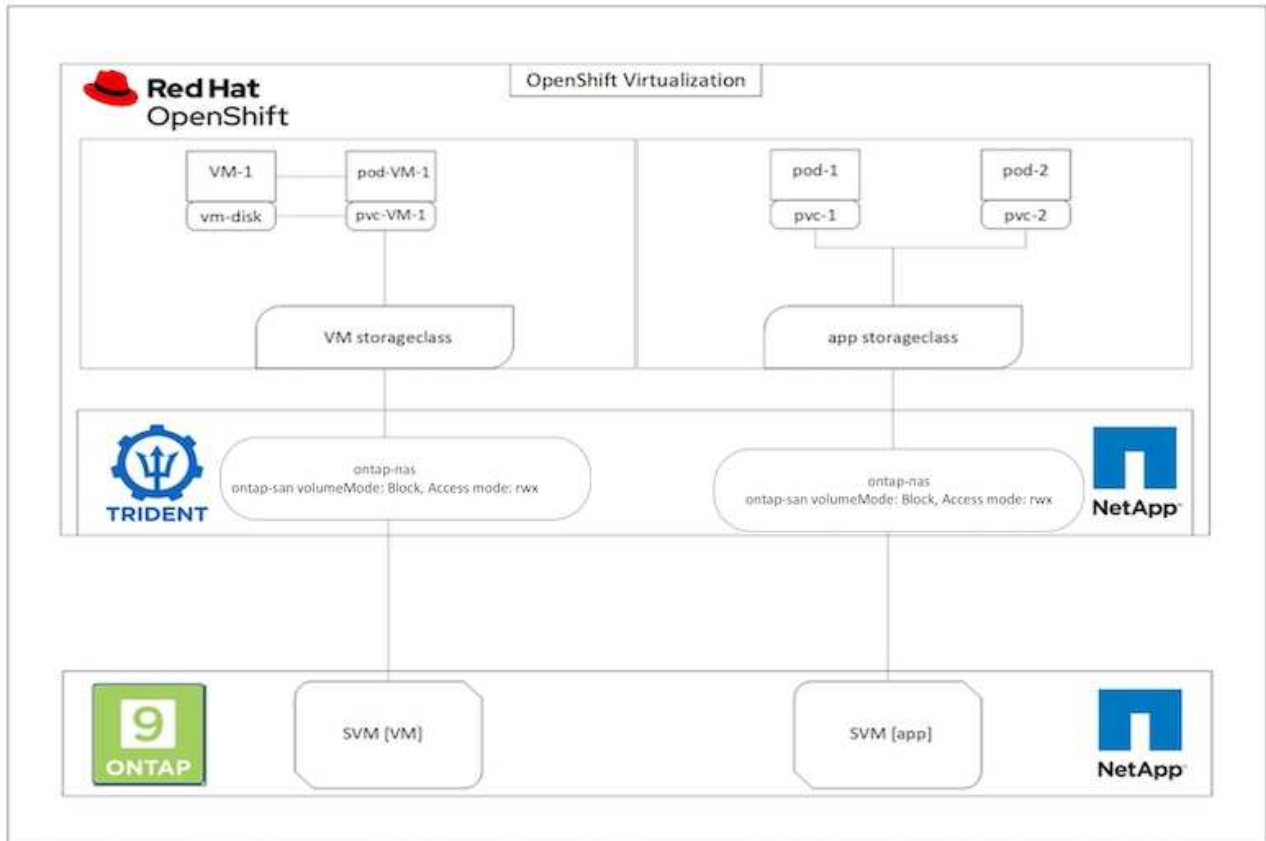 OpenShift Virtualization
Red Hat
OpenShift
VM-1
pod-VM-1
vm-disk
pvc-VM-1
pod-1
pod-2
pvc-1
pvc-2
VM storageclass
app storageclass
TRIDENT
ontap-nas
ontap-san volumeMode: Block, Access mode: rwx
ontap-nas
ontap-san volumeMode: Block, Access mode: rwx
NetApp
9
ONTAP
SVM [VM]
SVM [app]
NetApp